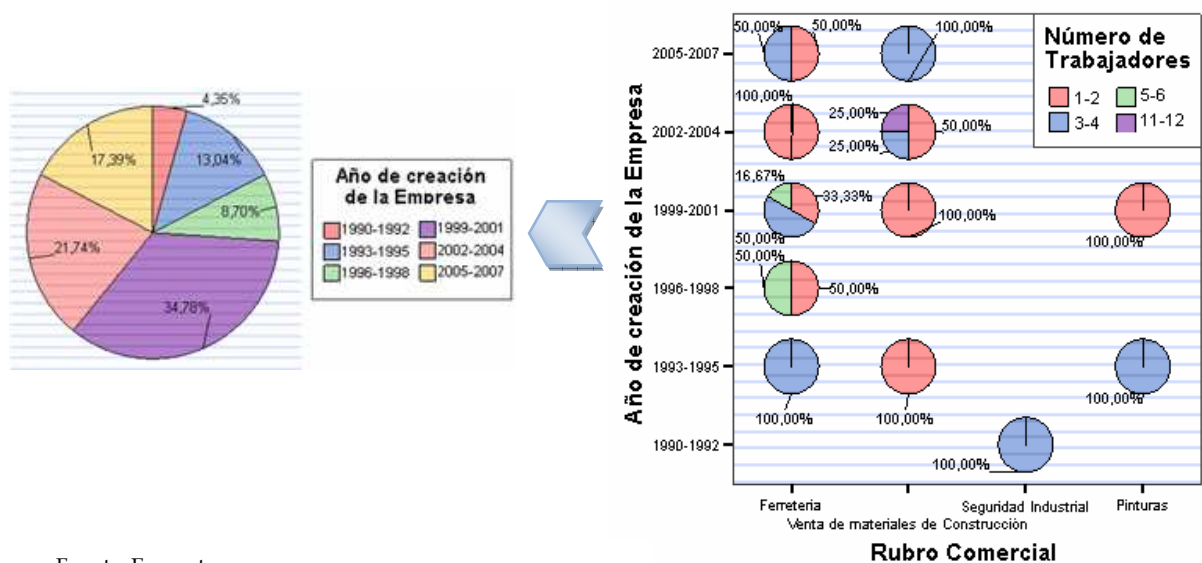 4,35%
13,04%
8,70%
34,78%
21,74%
17,39%
Año de creación
de la Empresa
1990-1992 1999-2001
1993-1995 2002-2004
1996-1998 2005-2007
Año de creación de la Empresa
2005-2007
2002-2004
1999-2001
1996-1998
1993-1995
1990-1992
50,00% 50,00% 100,00%
100,00% 25,00% 50,00%
25,00%
16,67% 33,33% 100,00%
50,00% 100,00%
50,00% 50,00%
100,00% 100,00% 100,00%
100,00%
Número de
Trabajadores
1-2 5-6
3-4 11-12
Ferreteria Seguridad Industrial Pinturas
Venta de materiales de Construcción
Rubro Comercial